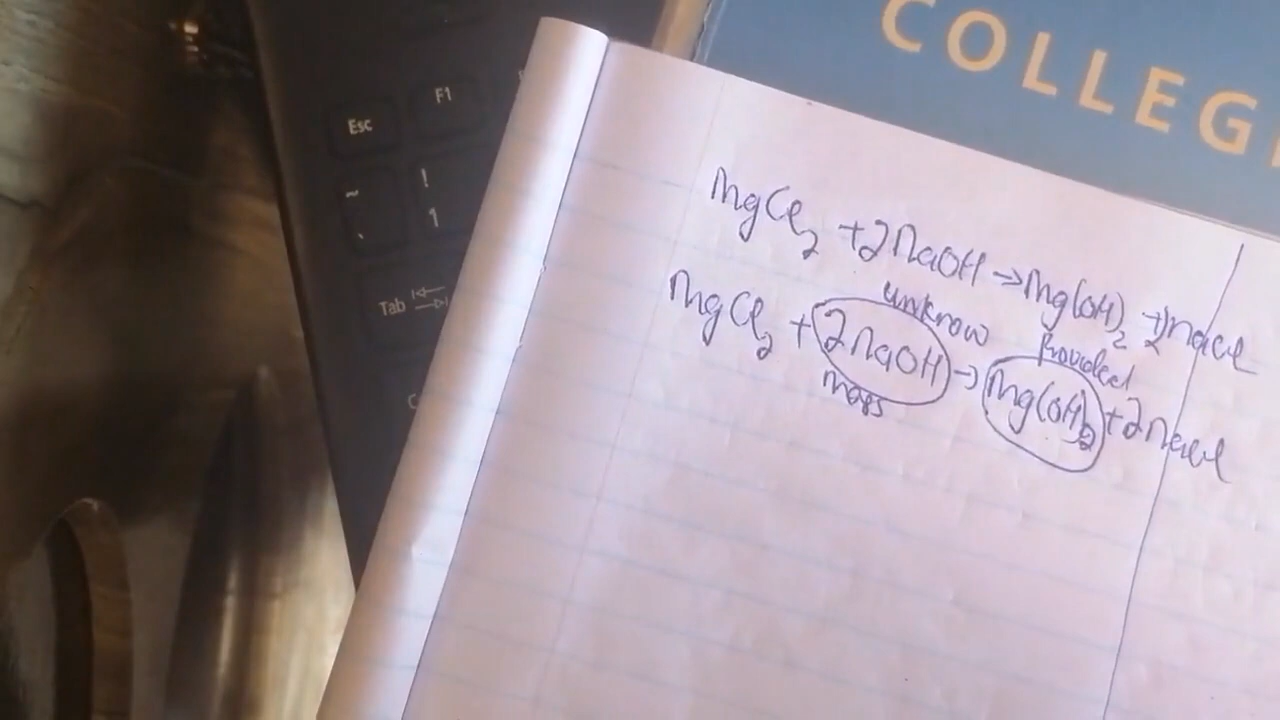 COLLEG
Esc F1
~ !
` 1
Tab
MgCl2 + 2NaOH → Mg(OH)2 + 2NaCl
unknow Provided
MgCl2 + 2NaOH → Mg(OH)2 + 2NaCl
mass